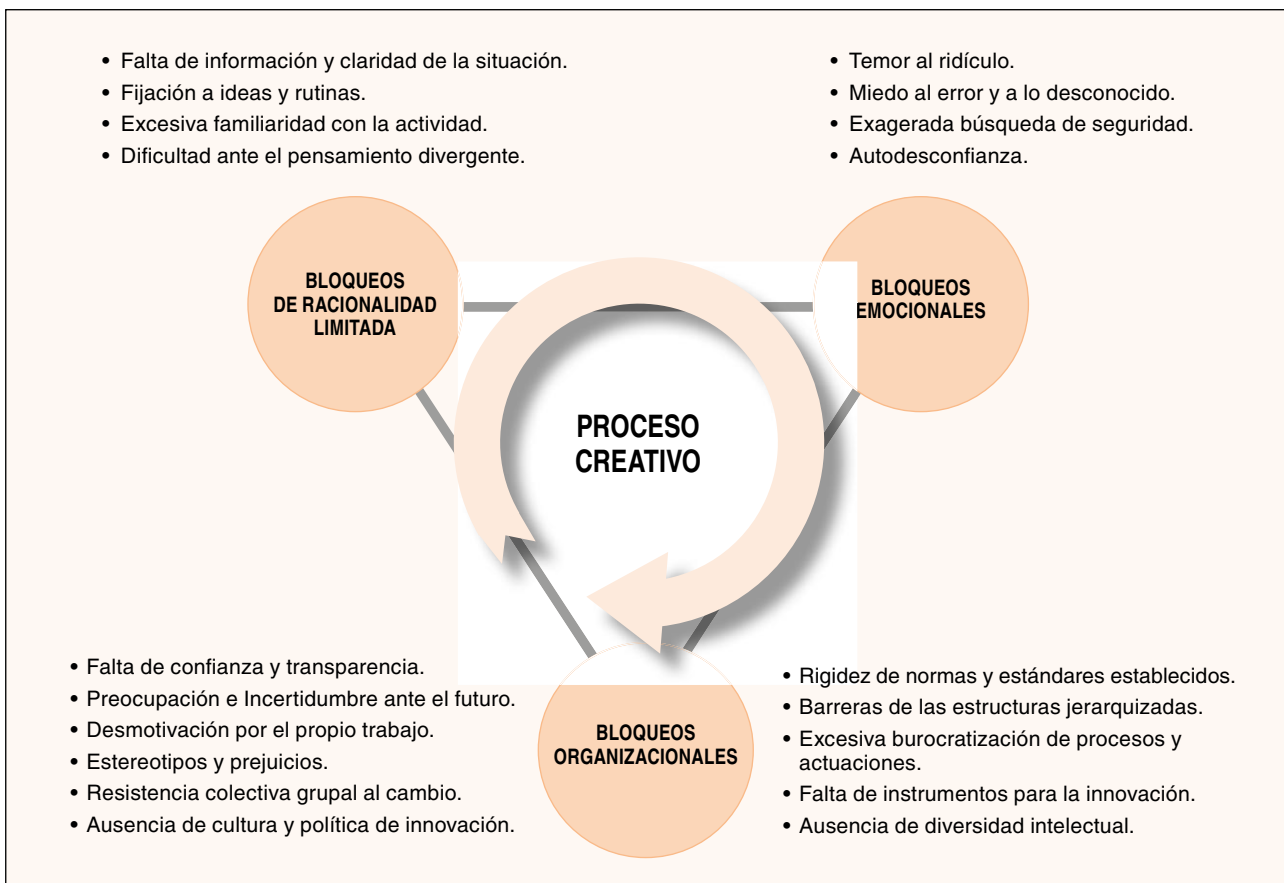 • Falta de información y claridad de la situación.
• Fijación a ideas y rutinas.
• Excesiva familiaridad con la actividad.
• Dificultad ante el pensamiento divergente.
• Temor al ridículo.
• Miedo al error y a lo desconocido.
• Exagerada búsqueda de seguridad.
• Autodesconfianza.
BLOQUEOS
DE RACIONALIDAD
LIMITADA
BLOQUEOS
EMOCIONALES
PROCESO
CREATIVO
• Falta de confianza y transparencia.
• Preocupación e Incertidumbre ante el futuro.
• Desmotivación por el propio trabajo.
• Estereotipos y prejuicios.
• Resistencia colectiva grupal al cambio.
• Ausencia de cultura y política de innovación.
BLOQUEOS
ORGANIZACIONALES
• Rigidez de normas y estándares establecidos.
• Barreras de las estructuras jerarquizadas.
• Excesiva burocratización de procesos y
actuaciones.
• Falta de instrumentos para la innovación.
• Ausencia de diversidad intelectual.